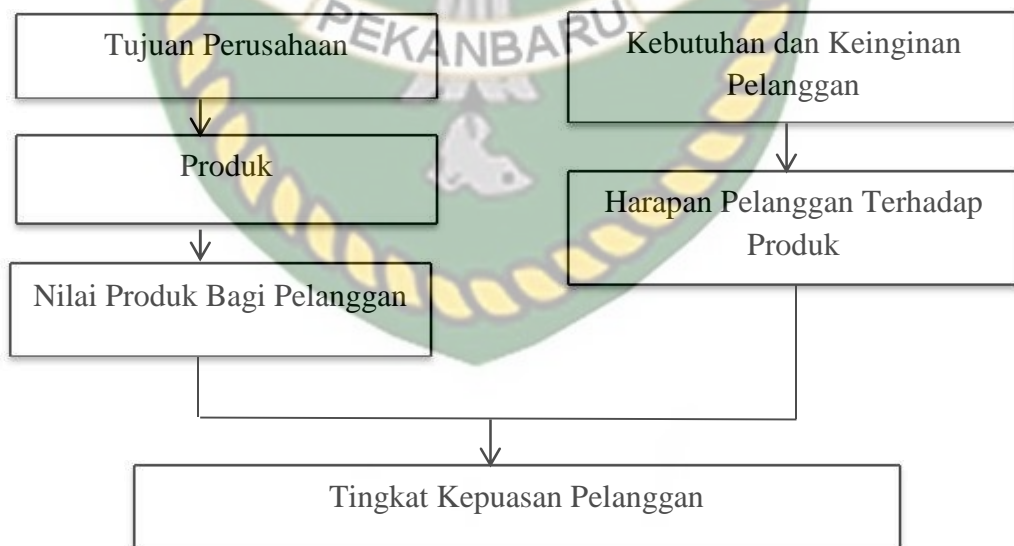 PEKANBARU
Tujuan Perusahaan
Kebutuhan dan Keinginan
Pelanggan
Produk
Harapan Pelanggan Terhadap
Produk
Nilai Produk Bagi Pelanggan
Tingkat Kepuasan Pelanggan